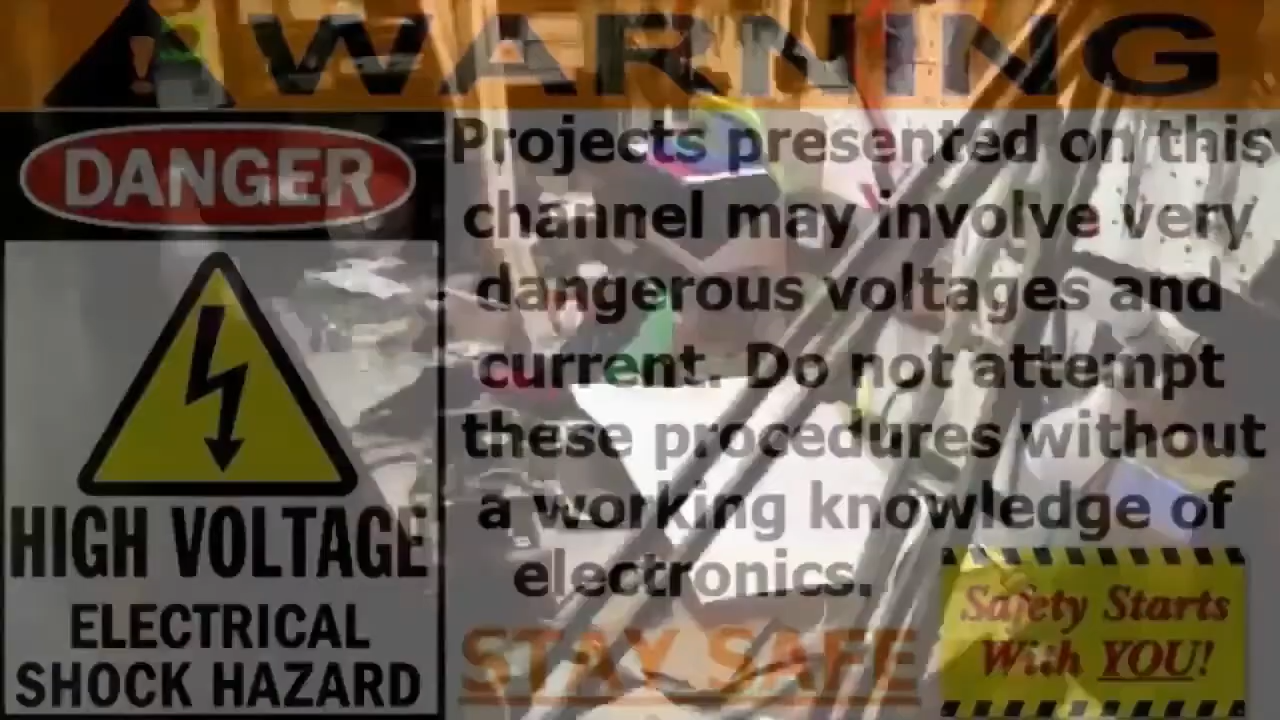 WARNING
DANGER
HIGH VOLTAGE
ELECTRICAL
SHOCK HAZARD
Projects presented on this
channel may involve very
dangerous voltages and
current. Do not attempt
these procedures without
a working knowledge of
electronics.
STAY SAFE
Safety Starts
With YOU!